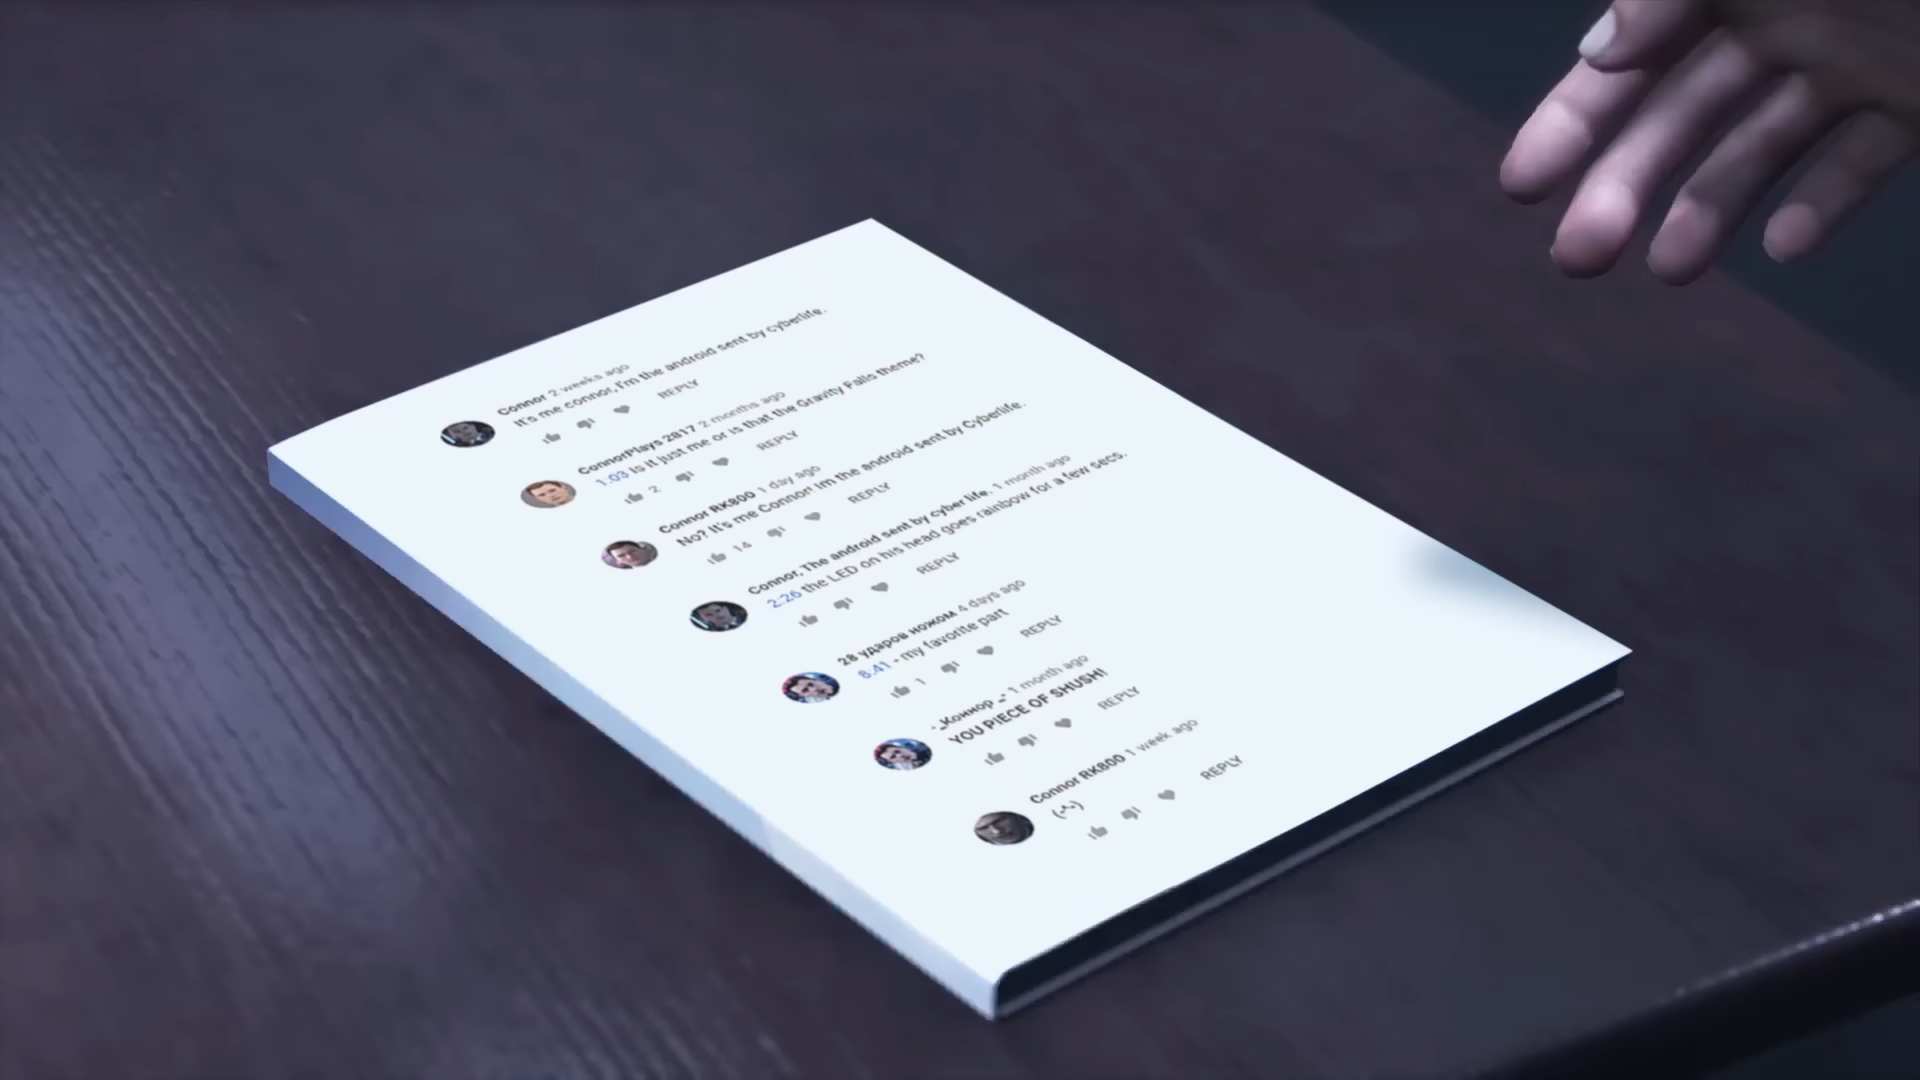 Connor 2 weeks ago
It's me connor, I'm the android sent by cyberlife.
REPLY
ConnorPlays 2817 2 months ago
1:03 is it just me or is that the Gravity Falls theme?
2 REPLY
Connor RK800 1 day ago
No? It's me Connor! Im the android sent by Cyberlife.
14 REPLY
Connor, The android sent by cyber life. 1 month ago
2:26 the LED on his head goes rainbow for a few secs.
REPLY
28 ударов ножом 4 days ago
8:41 - my favorite part
1 REPLY
-_Коннор_- 1 month ago
YOU PIECE OF SHUSH!
REPLY
Connor RK800 1 week ago
(-^-)
REPLY